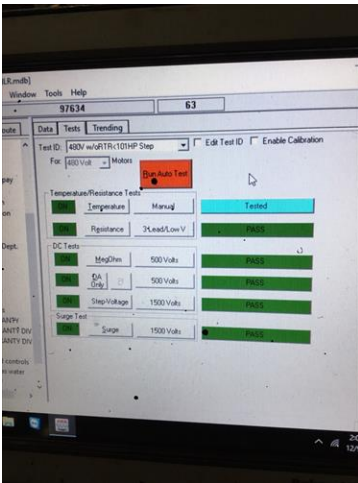 Window Tools Help
97634 63
Data Tests Trending
Test ID: 480V w/oRTR<101HP Step Edit Test ID Enable Calibration
For: 480 Volt Motors
Run Auto Test
Temperature/Resistance Tests
ON Temperature Manual Tested
ON Resistance 3-Lead/Low V PASS
DC Tests
ON MegOhm 500 Volts PASS
ON DA Only 500 Volts PASS
ON Step-Voltage 1500 Volts PASS
Surge Test
ON Surge 1500 Volts PASS
Dept.
controls
water